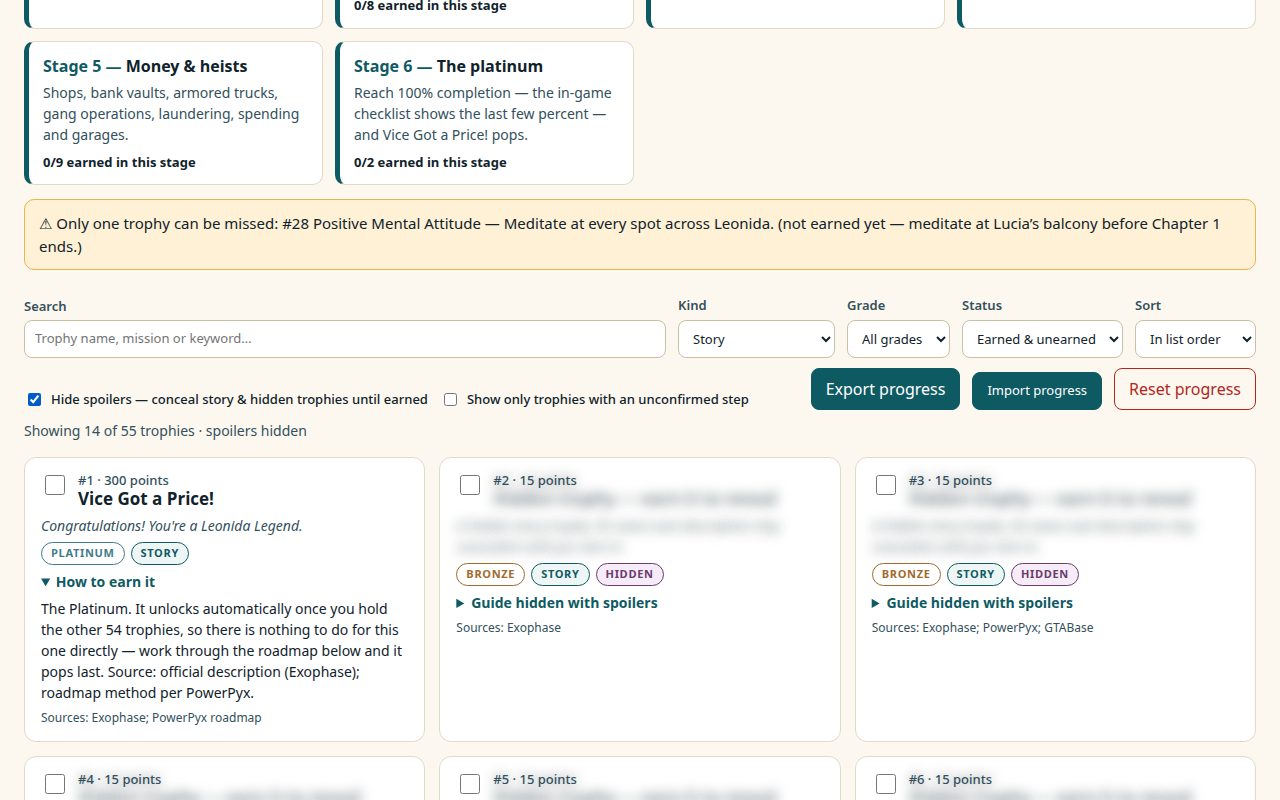 0/8 earned in this stage
Stage 5 — Money & heists
Shops, bank vaults, armored trucks,
gang operations, laundering, spending
and garages.
0/9 earned in this stage
Stage 6 — The platinum
Reach 100% completion — the in-game
checklist shows the last few percent —
and Vice Got a Price! pops.
0/2 earned in this stage
⚠ Only one trophy can be missed: #28 Positive Mental Attitude — Meditate at every spot across Leonida. (not earned yet — meditate at Lucia’s balcony before Chapter 1
ends.)
Search
Trophy name, mission or keyword…
Kind
Story
Grade
All grades
Status
Earned & unearned
Sort
In list order
Hide spoilers — conceal story & hidden trophies until earned
Show only trophies with an unconfirmed step
Export progress
Import progress
Reset progress
Showing 14 of 55 trophies · spoilers hidden
#1 · 300 points
Vice Got a Price!
Congratulations! You're a Leonida Legend.
PLATINUM
STORY
▼ How to earn it
The Platinum. It unlocks automatically once you hold
the other 54 trophies, so there is nothing to do for this
one directly — work through the roadmap below and it
pops last. Source: official description (Exophase);
roadmap method per PowerPyx.
Sources: Exophase; PowerPyx roadmap
#2 · 15 points
BRONZE
STORY
HIDDEN
▶ Guide hidden with spoilers
Sources: Exophase
#3 · 15 points
BRONZE
STORY
HIDDEN
▶ Guide hidden with spoilers
Sources: Exophase; PowerPyx; GTABase
#4 · 15 points
#5 · 15 points
#6 · 15 points